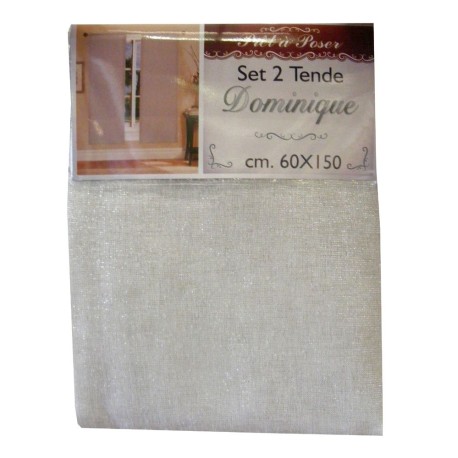 Prêt à Poser
Set 2 Tende
Dominique
cm. 60X150